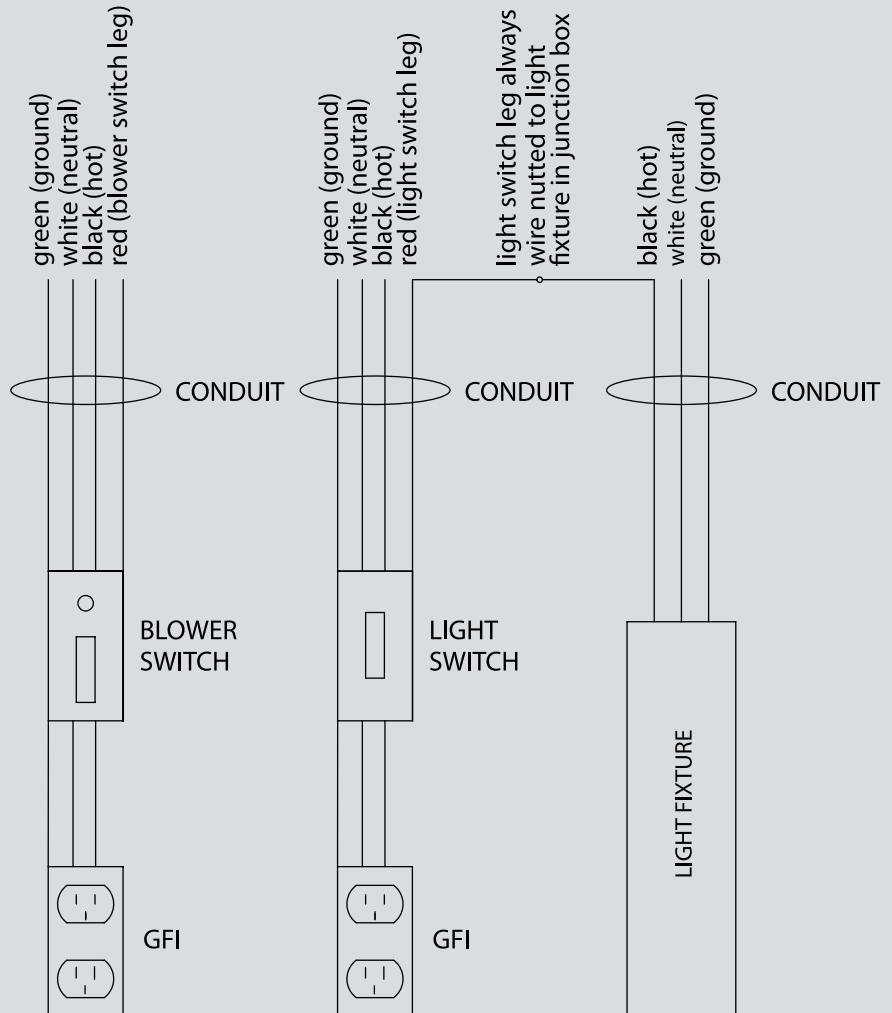 green (ground)
white (neutral)
black (hot)
red (blower switch leg)
green (ground)
white (neutral)
black (hot)
red (light switch leg)
light switch leg always
wire nutted to light
fixture in junction box
black (hot)
white (neutral)
green (ground)
CONDUIT
CONDUIT
CONDUIT
BLOWER
SWITCH
LIGHT
SWITCH
LIGHT FIXTURE
GFI
GFI